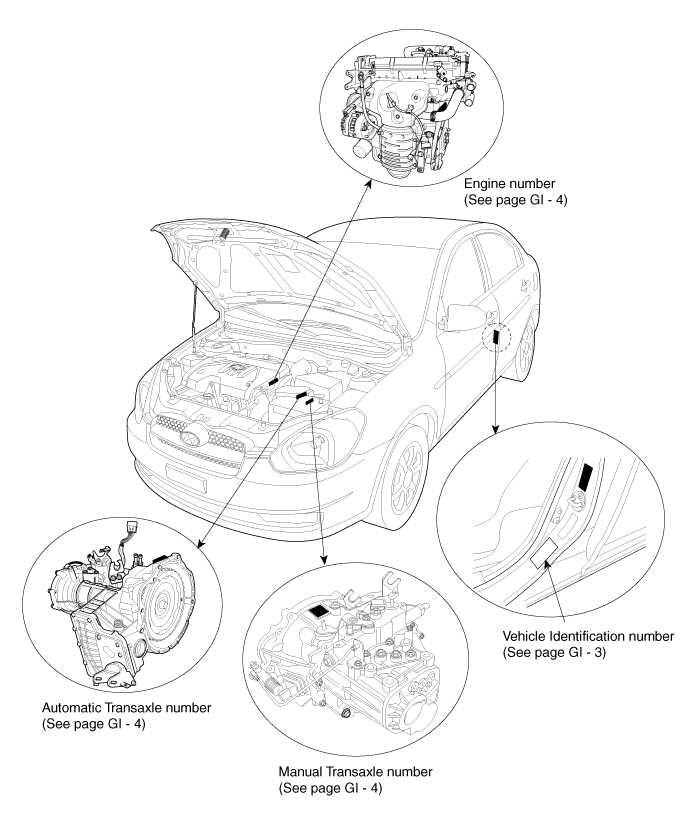 Engine number
(See page GI - 4)
Vehicle Identification number
(See page GI - 3)
Automatic Transaxle number
(See page GI - 4)
Manual Transaxle number
(See page GI - 4)